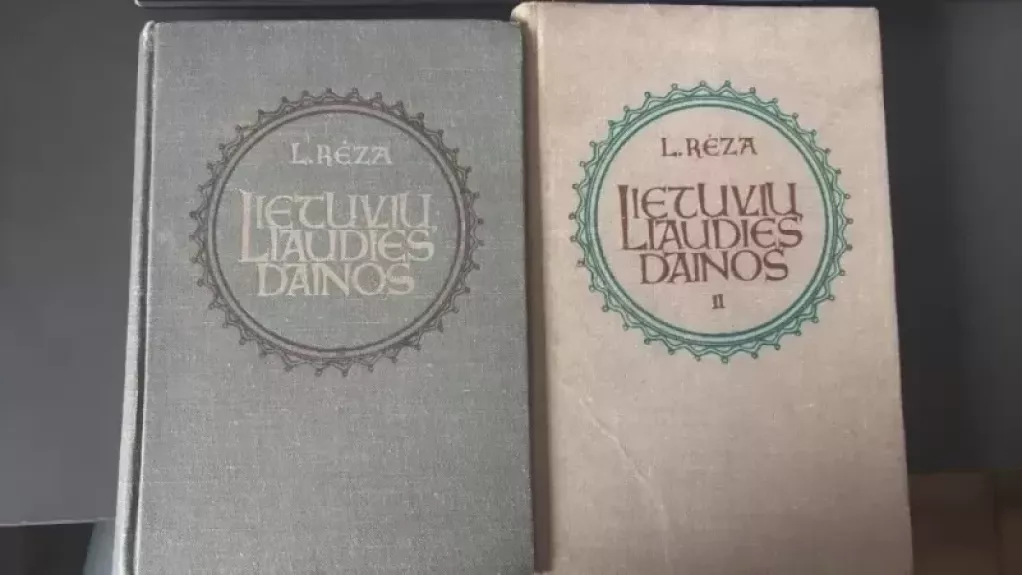 L. RĖZA
LIETUVIŲ
LIAUDIES
DAINOS
L. RĖZA
LIETUVIŲ
LIAUDIES
DAINOS
II